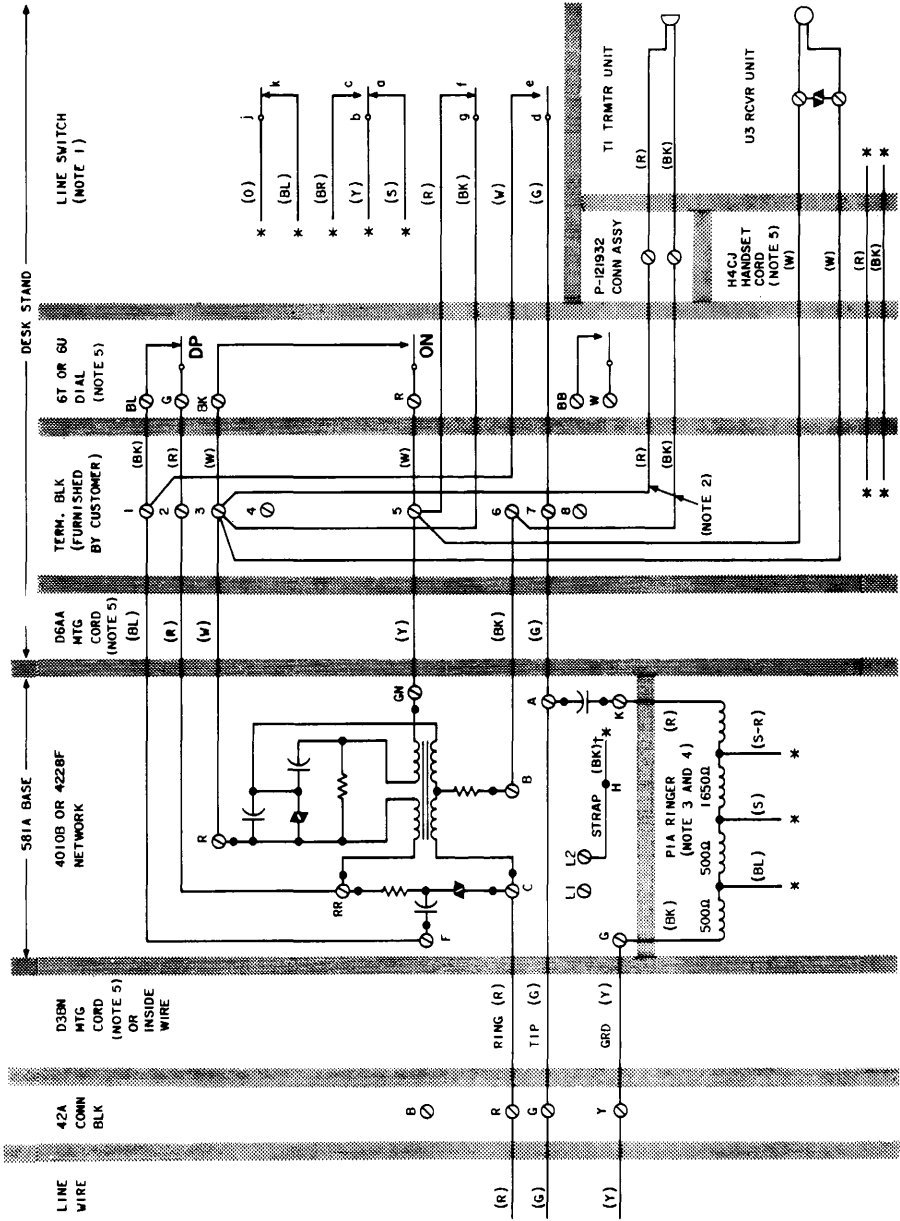 DESK STAND
581A BASE
LINE
WIRE
42A
CONN
BLK
D3BN
MTG
CORD
(NOTE 5)
OR
INSIDE
WIRE
4010B OR 4228F
NETWORK
D6AA
MTG
CORD
(NOTE 5)
TERM. BLK
(FURNISHED
BY CUSTOMER)
6T OR 6U
DIAL
(NOTE 5)
LINE SWITCH
(NOTE 1)
(BL)
(R)
(W)
(Y)
(BK)
(G)
1
2
3
4
5
6
7
8
(BK)
(R)
(W)
(W)
(R)
(BK)
(NOTE 2)
BL
G
BK
R
BB
W
DP
ON
(O)
(BL)
(BR)
(Y)
(S)
(R)
(BK)
(W)
(G)
j
k
c
b
a
f
g
e
d
F
RR
R
C
GN
B
A
K
L1
L2
STRAP (BK)†*
H
G
B
R
G
Y
(R)
(G)
(Y)
RING (R)
TIP (G)
GRD (Y)
P1A RINGER
(NOTE 3 AND 4)
(BK)
(R)
500Ω 500Ω 1650Ω
(BL)
(S)
(S-R)
* * *
P-121932
CONN ASSY
T1 TRMTR UNIT
(R)
(BK)
H4CJ
HANDSET
CORD
(NOTE 5)
(W)
(W)
(R)
(BK)
U3 RCVR UNIT
* * * * *
* *
* *